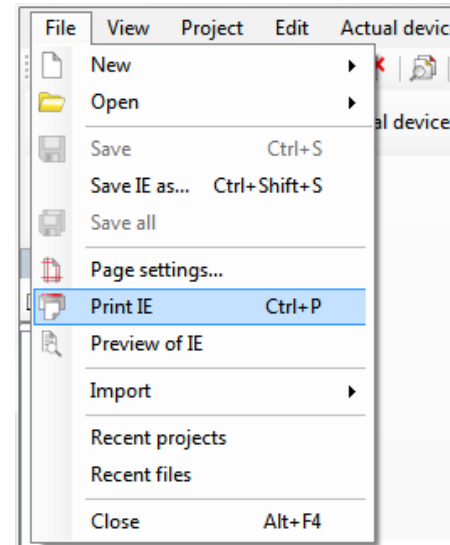 File View Project Edit Actual devic
New
Open
al device
Save Ctrl+S
Save IE as... Ctrl+Shift+S
Save all
Page settings...
Print IE Ctrl+P
Preview of IE
Import
Recent projects
Recent files
Close Alt+F4